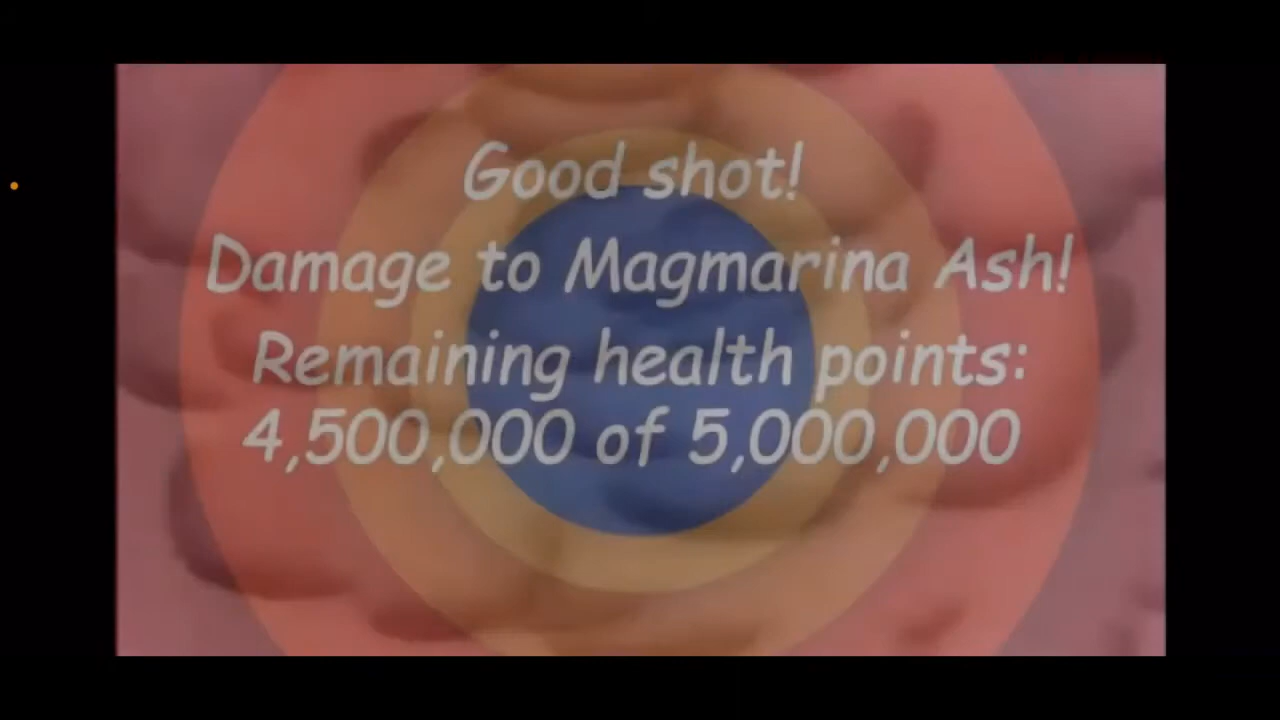 Good shot!
Damage to Magmarina Ash!
Remaining health points:
4,500,000 of 5,000,000